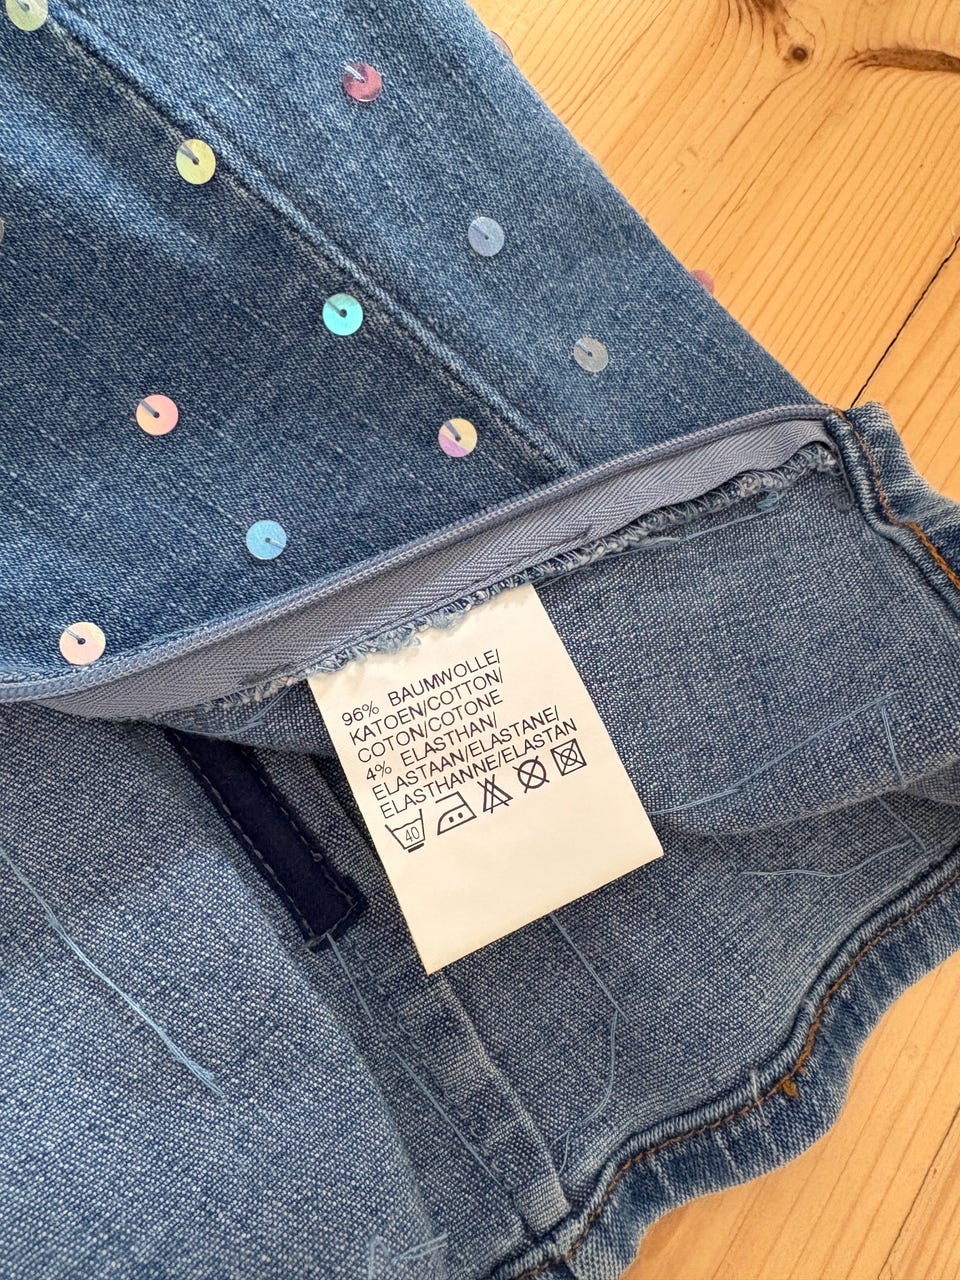 96% BAUMWOLLE/
KATOEN/COTTON/
COTON/COTONE
4% ELASTHAN/
ELASTAAN/ELASTANE/
ELASTHANNE/ELASTAN
40